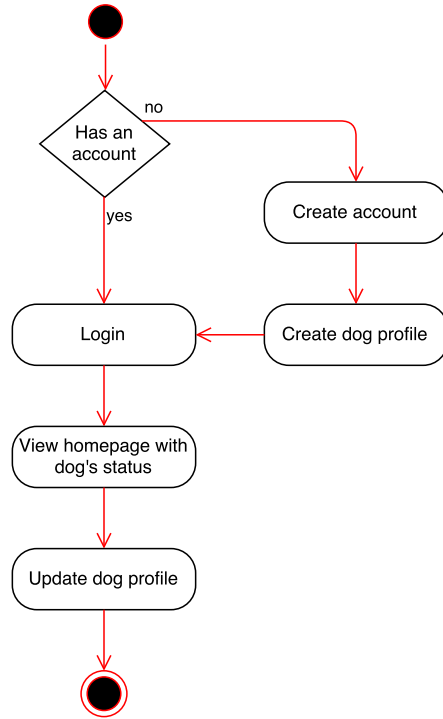 no
Has an
account
yes
Create account
Login
Create dog profile
View homepage with
dog's status
Update dog profile